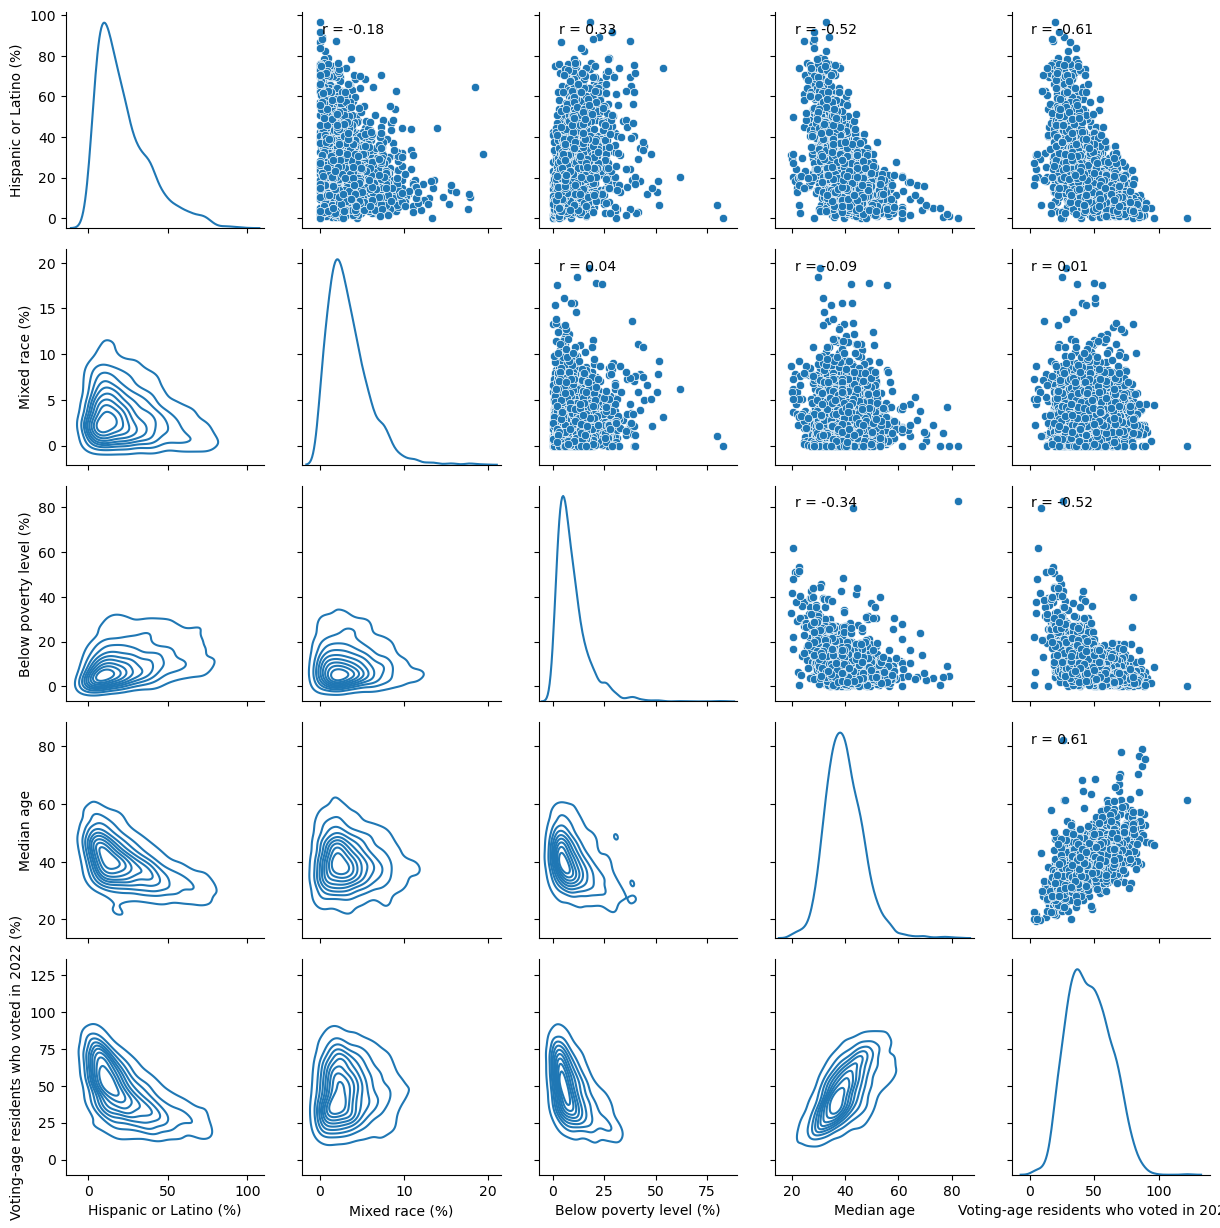 Hispanic or Latino (%)
100
80
60
40
20
0
r = -0.18
r = 0.33
r = -0.52
r = -0.61
Mixed race (%)
20
15
10
5
0
r = 0.04
r = -0.09
r = 0.01
Below poverty level (%)
80
60
40
20
0
r = -0.34
r = -0.52
Median age
80
60
40
20
r = 0.61
Voting-age residents who voted in 2022 (%)
125
100
75
50
25
0
0 50 100
0 10 20
0 25 50 75
20 40 60 80
0 50 100
Hispanic or Latino (%)
Mixed race (%)
Below poverty level (%)
Median age
Voting-age residents who voted in 202